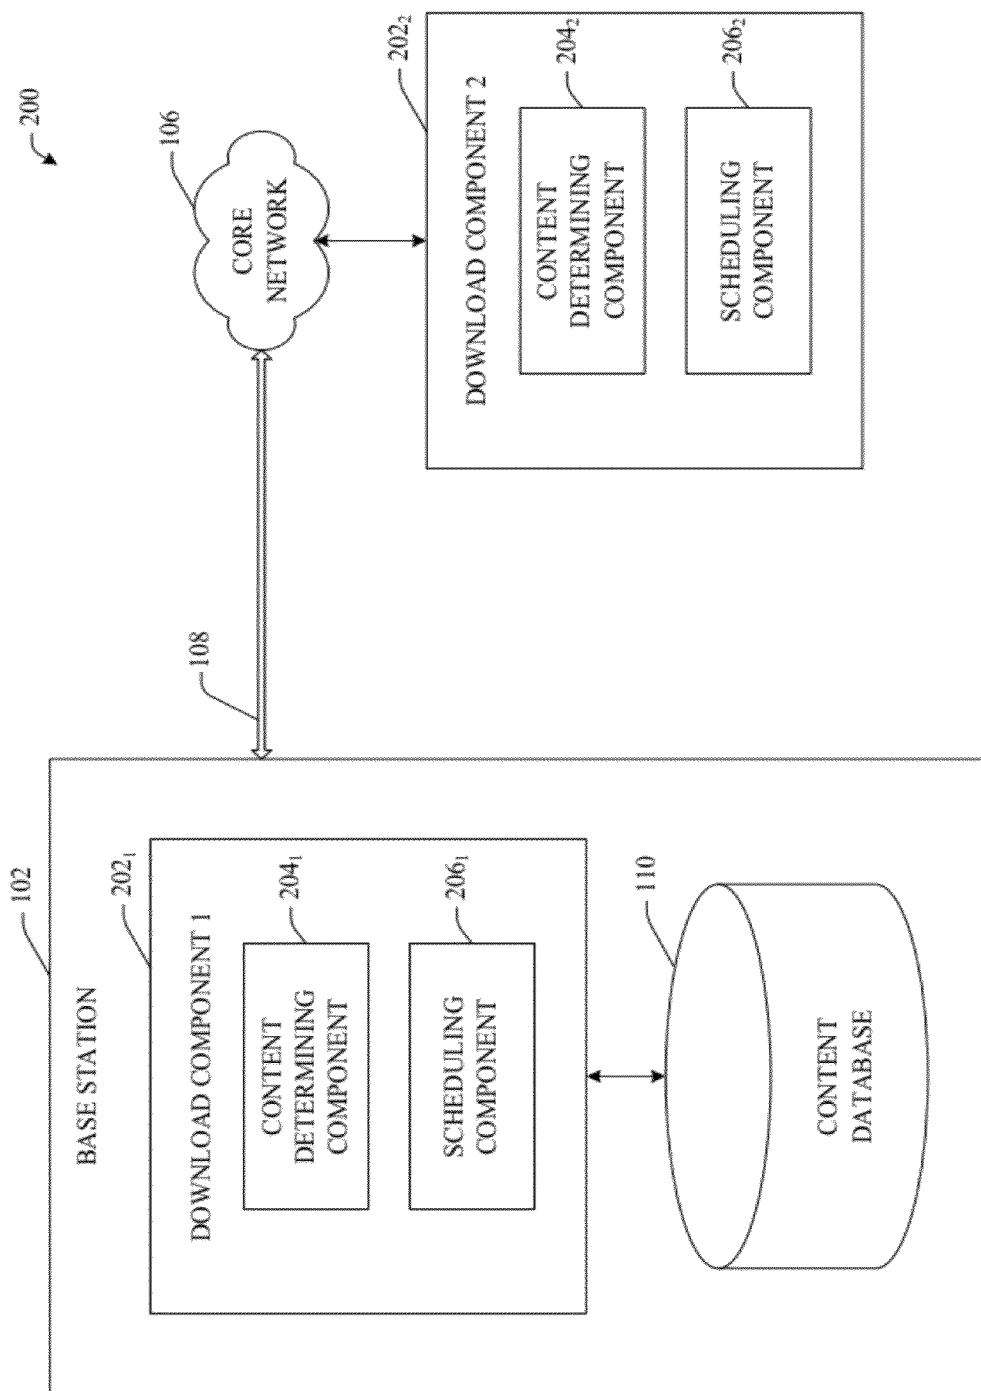 200
102
BASE STATION
202₁
DOWNLOAD COMPONENT 1
204₁
CONTENT
DETERMINING
COMPONENT
206₁
SCHEDULING
COMPONENT
110
CONTENT
DATABASE
108
106
CORE
NETWORK
202₂
DOWNLOAD COMPONENT 2
204₂
CONTENT
DETERMINING
COMPONENT
206₂
SCHEDULING
COMPONENT